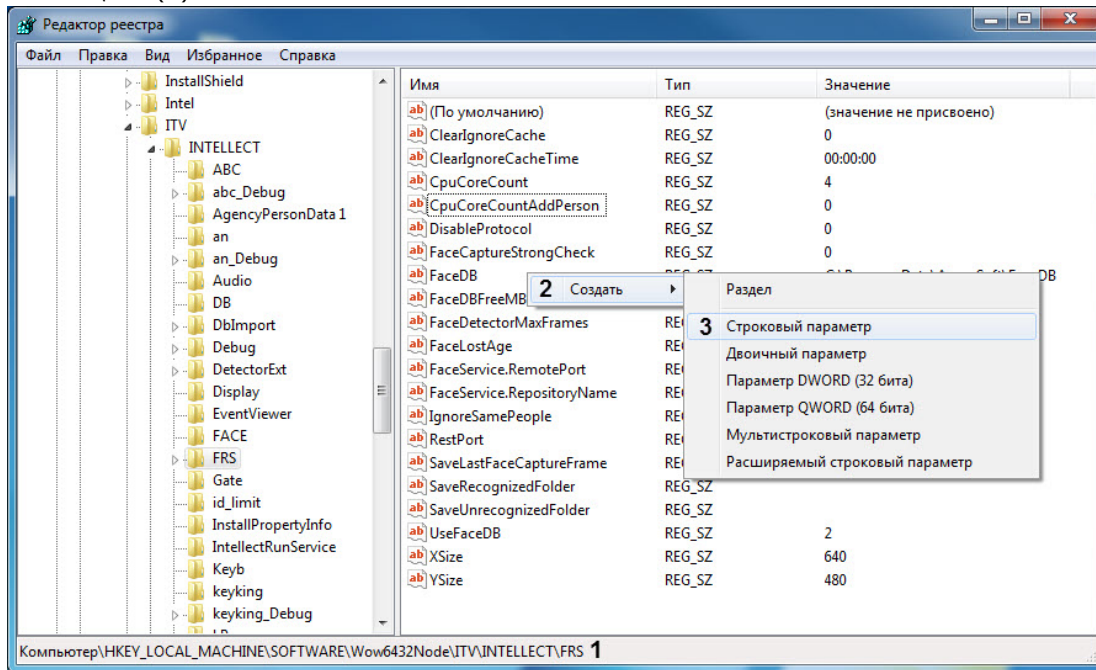 Редактор реестра
Файл Правка Вид Избранное Справка
InstallShield
Intel
ITV
INTELLECT
ABC
abc_Debug
AgencyPersonData 1
an
an_Debug
Audio
DB
DbImport
Debug
DetectorExt
Display
EventViewer
FACE
FRS
Gate
id_limit
InstallPropertyInfo
IntellectRunService
Keyb
keyking
keyking_Debug
Имя Тип Значение
(По умолчанию) REG_SZ (значение не присвоено)
ClearIgnoreCache REG_SZ 0
ClearIgnoreCacheTime REG_SZ 00:00:00
CpuCoreCount REG_SZ 4
CpuCoreCountAddPerson REG_SZ 0
DisableProtocol REG_SZ 0
FaceCaptureStrongCheck REG_SZ 0
FaceDB
FaceDBFreeMB
FaceDetectorMaxFrames
FaceLostAge
FaceService.RemotePort
FaceService.RepositoryName
IgnoreSamePeople
RestPort
SaveLastFaceCaptureFrame
SaveRecognizedFolder REG_SZ
SaveUnrecognizedFolder REG_SZ
UseFaceDB REG_SZ 2
XSize REG_SZ 640
YSize REG_SZ 480
2 Создать
Раздел
3 Строковый параметр
Двоичный параметр
Параметр DWORD (32 бита)
Параметр QWORD (64 бита)
Мультистроковый параметр
Расширяемый строковый параметр
Компьютер\HKEY_LOCAL_MACHINE\SOFTWARE\Wow6432Node\ITV\INTELLECT\FRS 1